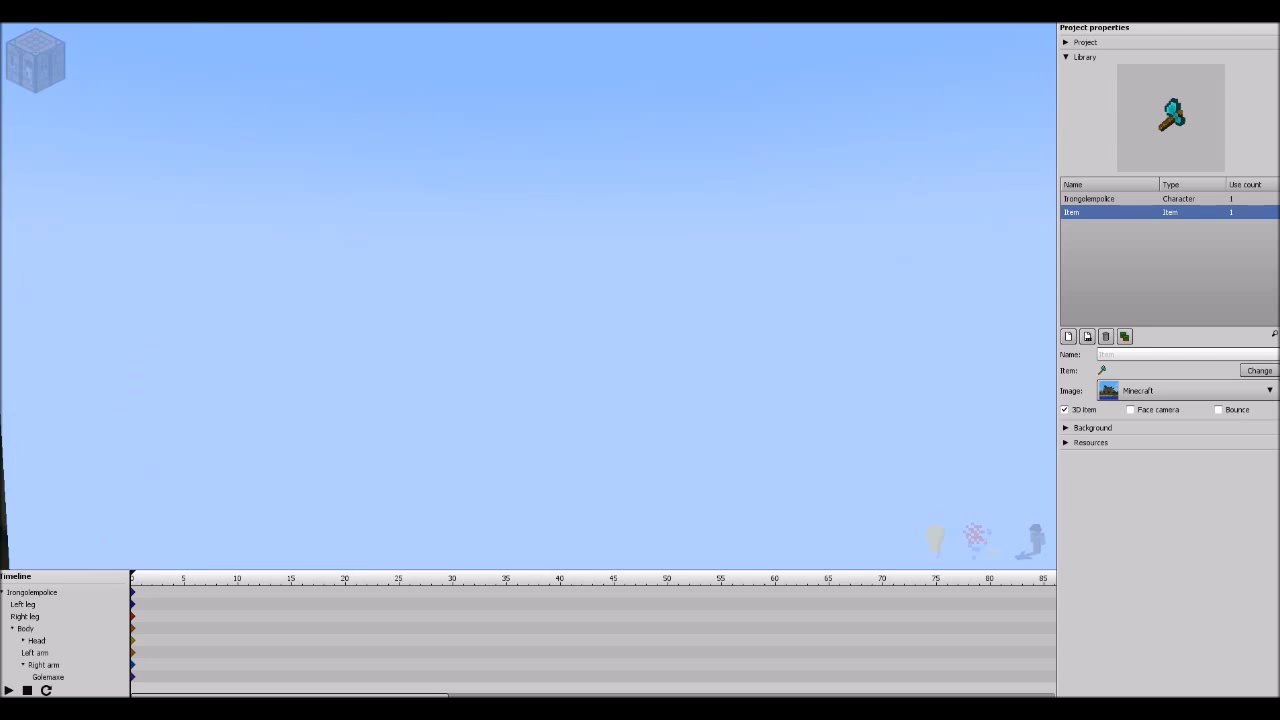 Project properties
Project
Library
Name Type Use count
Irongolempolice Character 1
Item Item 1
Name: Item
Item: Change
Image: Minecraft
3D item Face camera Bounce
Background
Resources
Timeline
0 5 10 15 20 25 30 35 40 45 50 55 60 65 70 75 80 85
Irongolempolice
Left leg
Right leg
Body
Head
Left arm
Right arm
Golemaxe